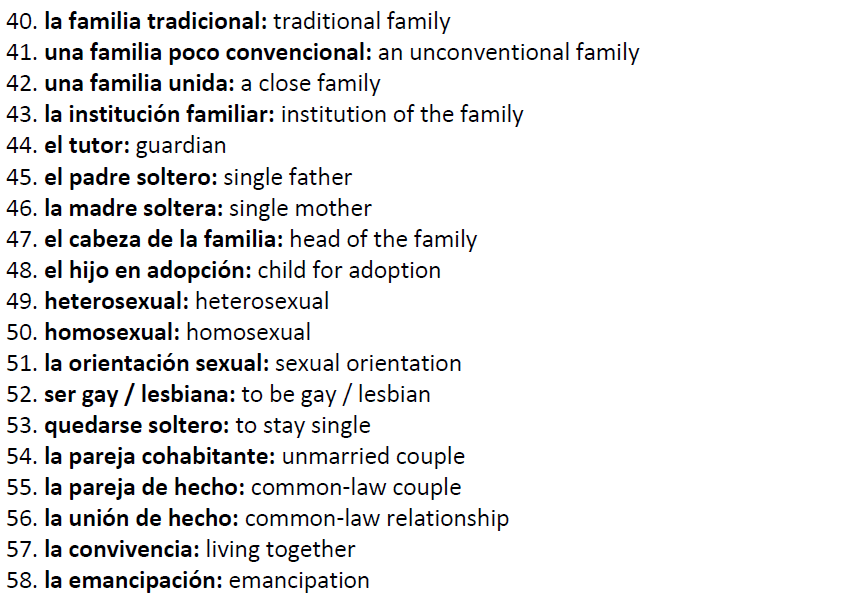 40. la familia tradicional: traditional family
41. una familia poco convencional: an unconventional family
42. una familia unida: a close family
43. la institución familiar: institution of the family
44. el tutor: guardian
45. el padre soltero: single father
46. la madre soltera: single mother
47. el cabeza de la familia: head of the family
48. el hijo en adopción: child for adoption
49. heterosexual: heterosexual
50. homosexual: homosexual
51. la orientación sexual: sexual orientation
52. ser gay / lesbiana: to be gay / lesbian
53. quedarse soltero: to stay single
54. la pareja cohabitante: unmarried couple
55. la pareja de hecho: common-law couple
56. la unión de hecho: common-law relationship
57. la convivencia: living together
58. la emancipación: emancipation